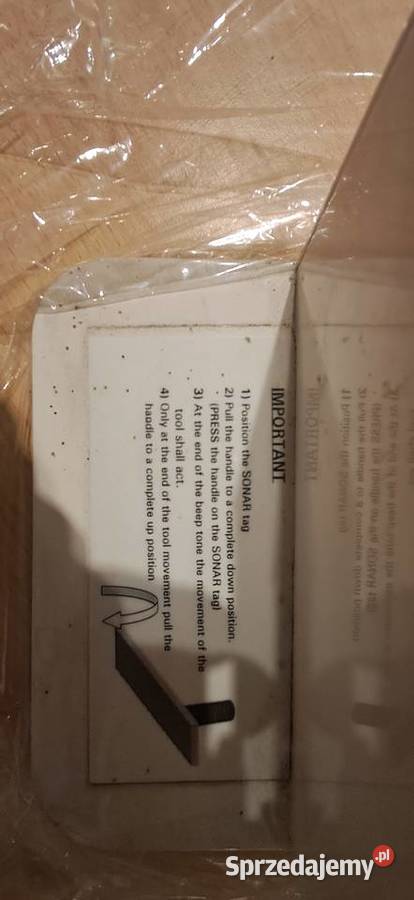 IMPORTANT
1) Position the SONAR tag
2) Pull the handle to a complete down position.
(PRESS the handle on the SONAR tag)
3) At the end of the beep tone the movement of the
tool shall act.
4) Only at the end of the tool movement pull the
handle to a complete up position
IMPORTANT
Sprzedajemy.pl